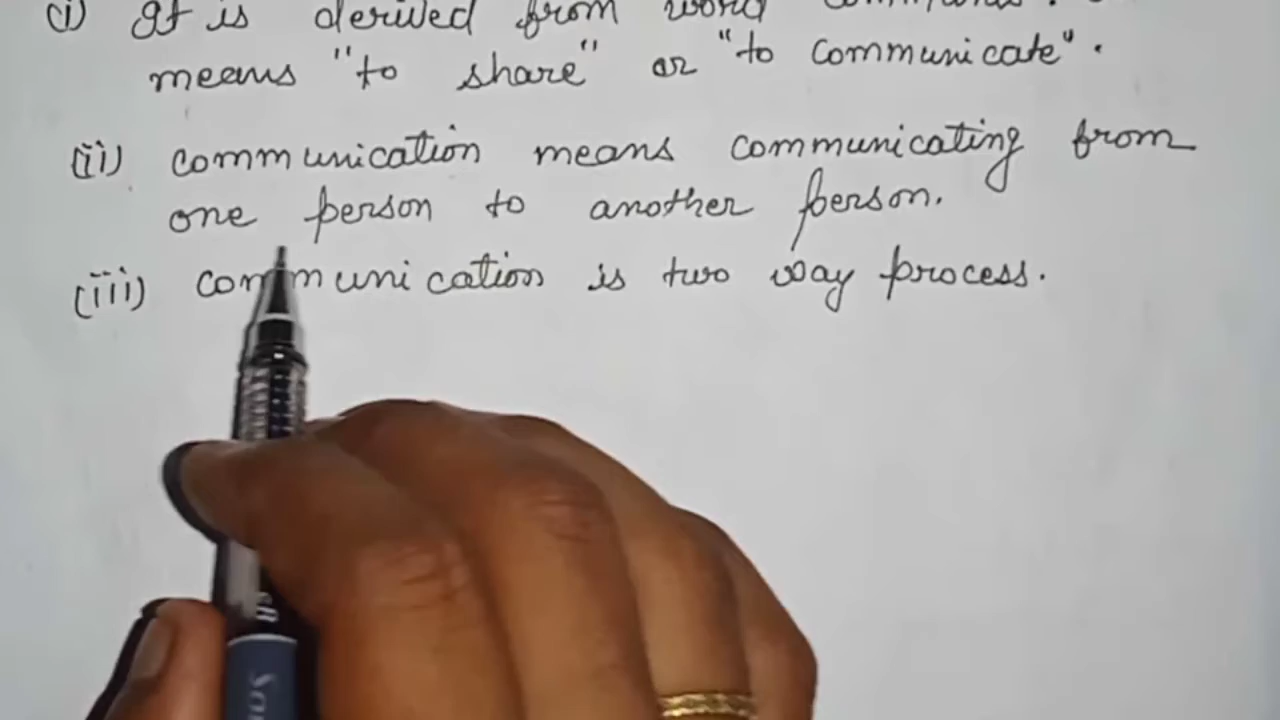 (i) It is derived from word
means "to share" or "to communicate".
(ii) communication means communicating from
one person to another person.
(iii) communication is two way process.